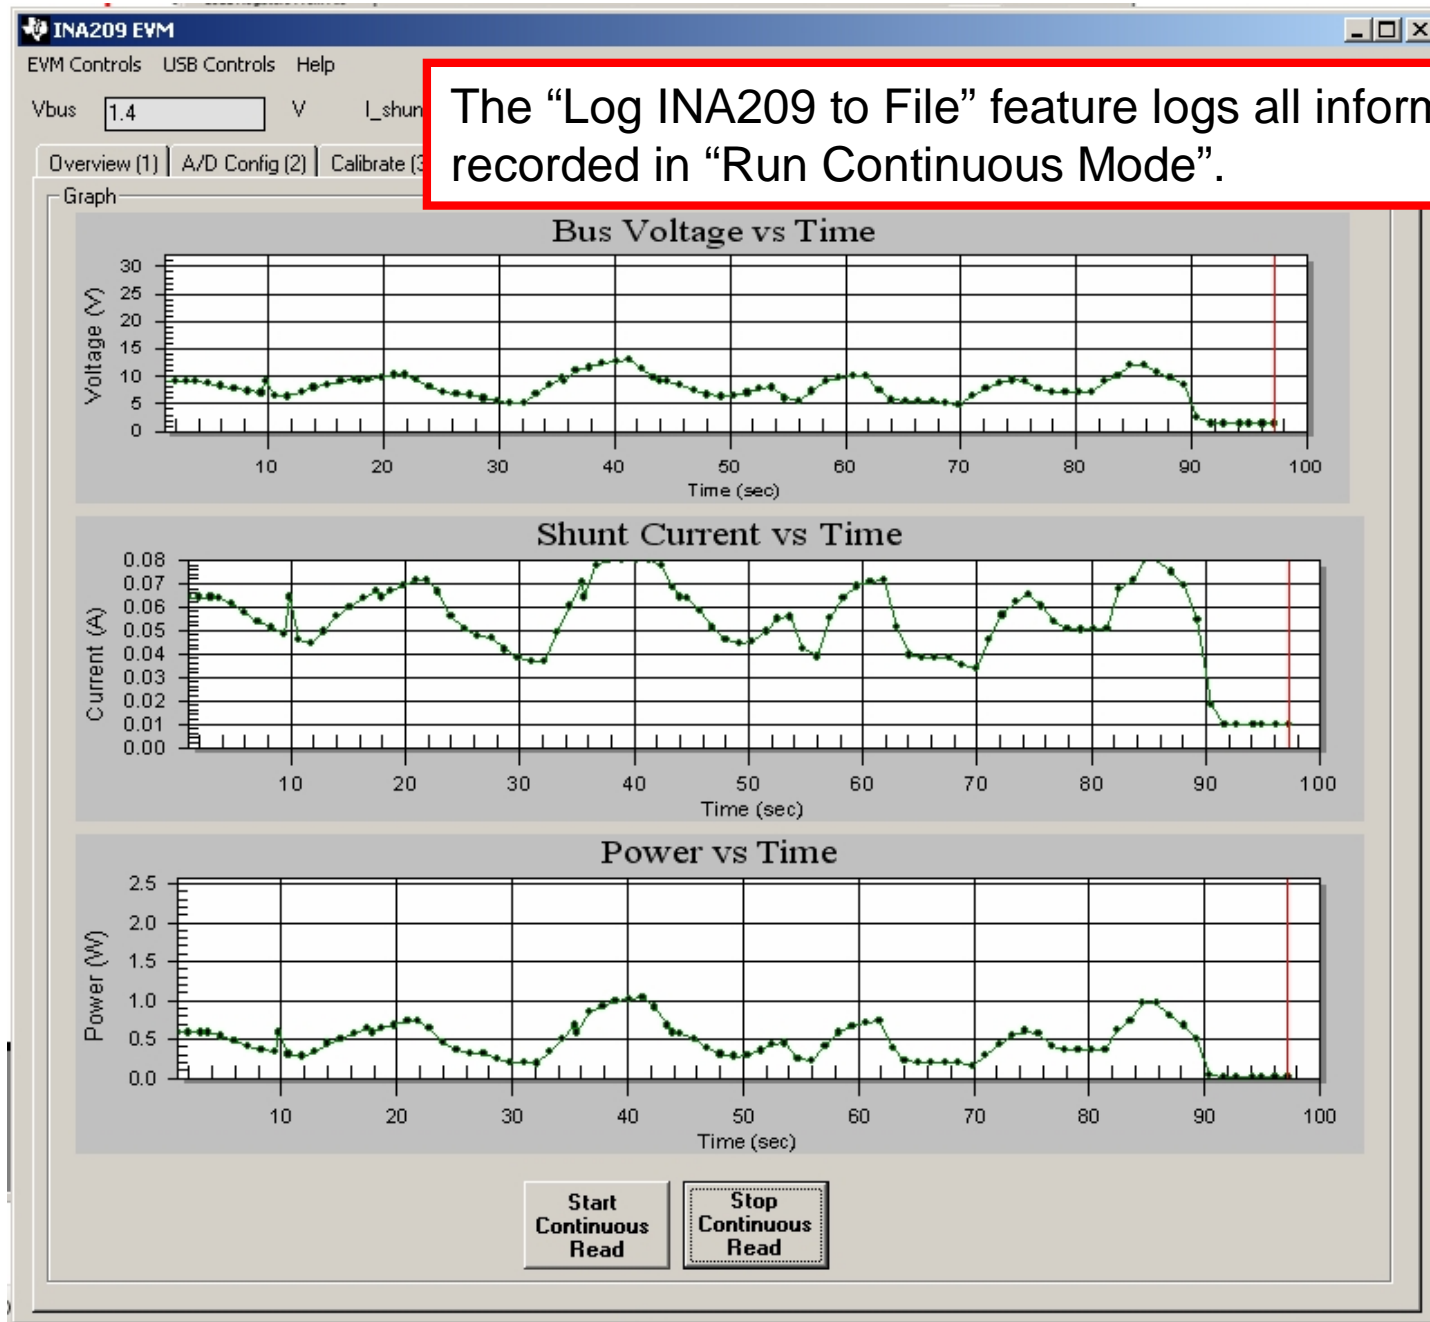 INA209 EVM
EVM Controls USB Controls Help
Vbus 1.4 V
The “Log INA209 to File” feature logs all
recorded in “Run Continuous Mode”.
Overview (1) A/D Config (2) Calibrate
Graph
Bus Voltage vs Time
Voltage (V)
30
25
20
15
10
5
0
10 20 30 40 50 60 70 80 90 100
Time (sec)
Shunt Current vs Time
Current (A)
0.08
0.07
0.06
0.05
0.04
0.03
0.02
0.01
0.00
10 20 30 40 50 60 70 80 90 100
Time (sec)
Power vs Time
Power (W)
2.5
2.0
1.5
1.0
0.5
0.0
10 20 30 40 50 60 70 80 90 100
Time (sec)
Start
Continuous
Read
Stop
Continuous
Read